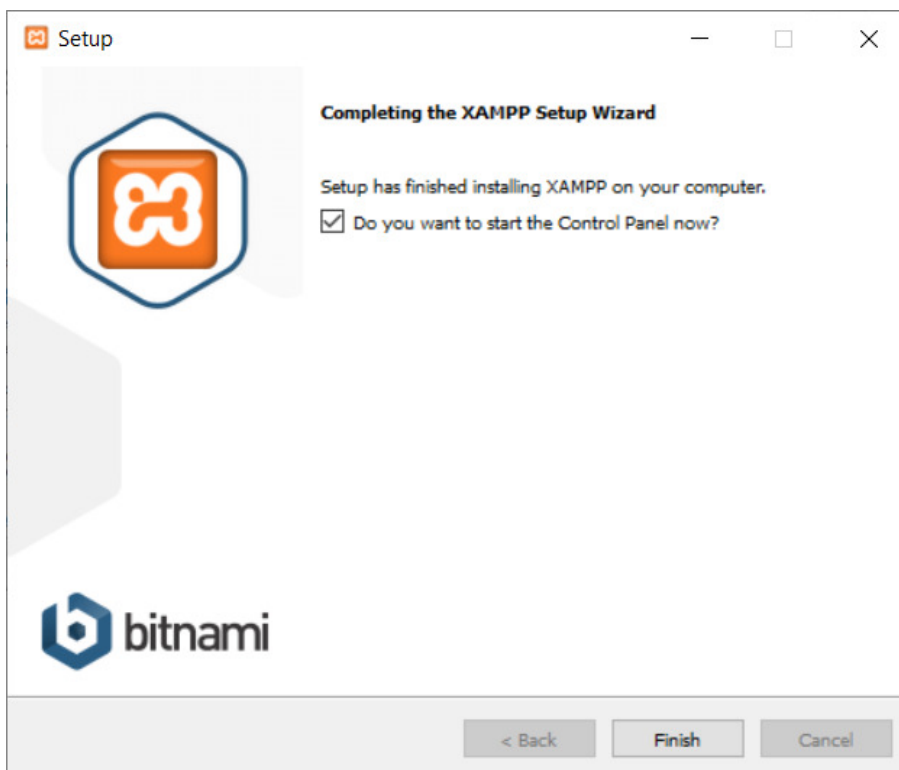 Setup
Completing the XAMPP Setup Wizard
Setup has finished installing XAMPP on your computer.
Do you want to start the Control Panel now?
bitnami
< Back
Finish
Cancel